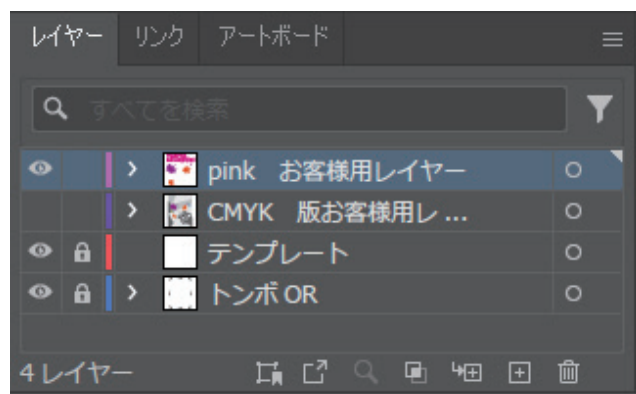 レイヤー リンク アートボード
すべてを検索
pink お客様用レイヤー
CMYK 版お客様用レ ...
テンプレート
トンボ OR
4 レイヤー